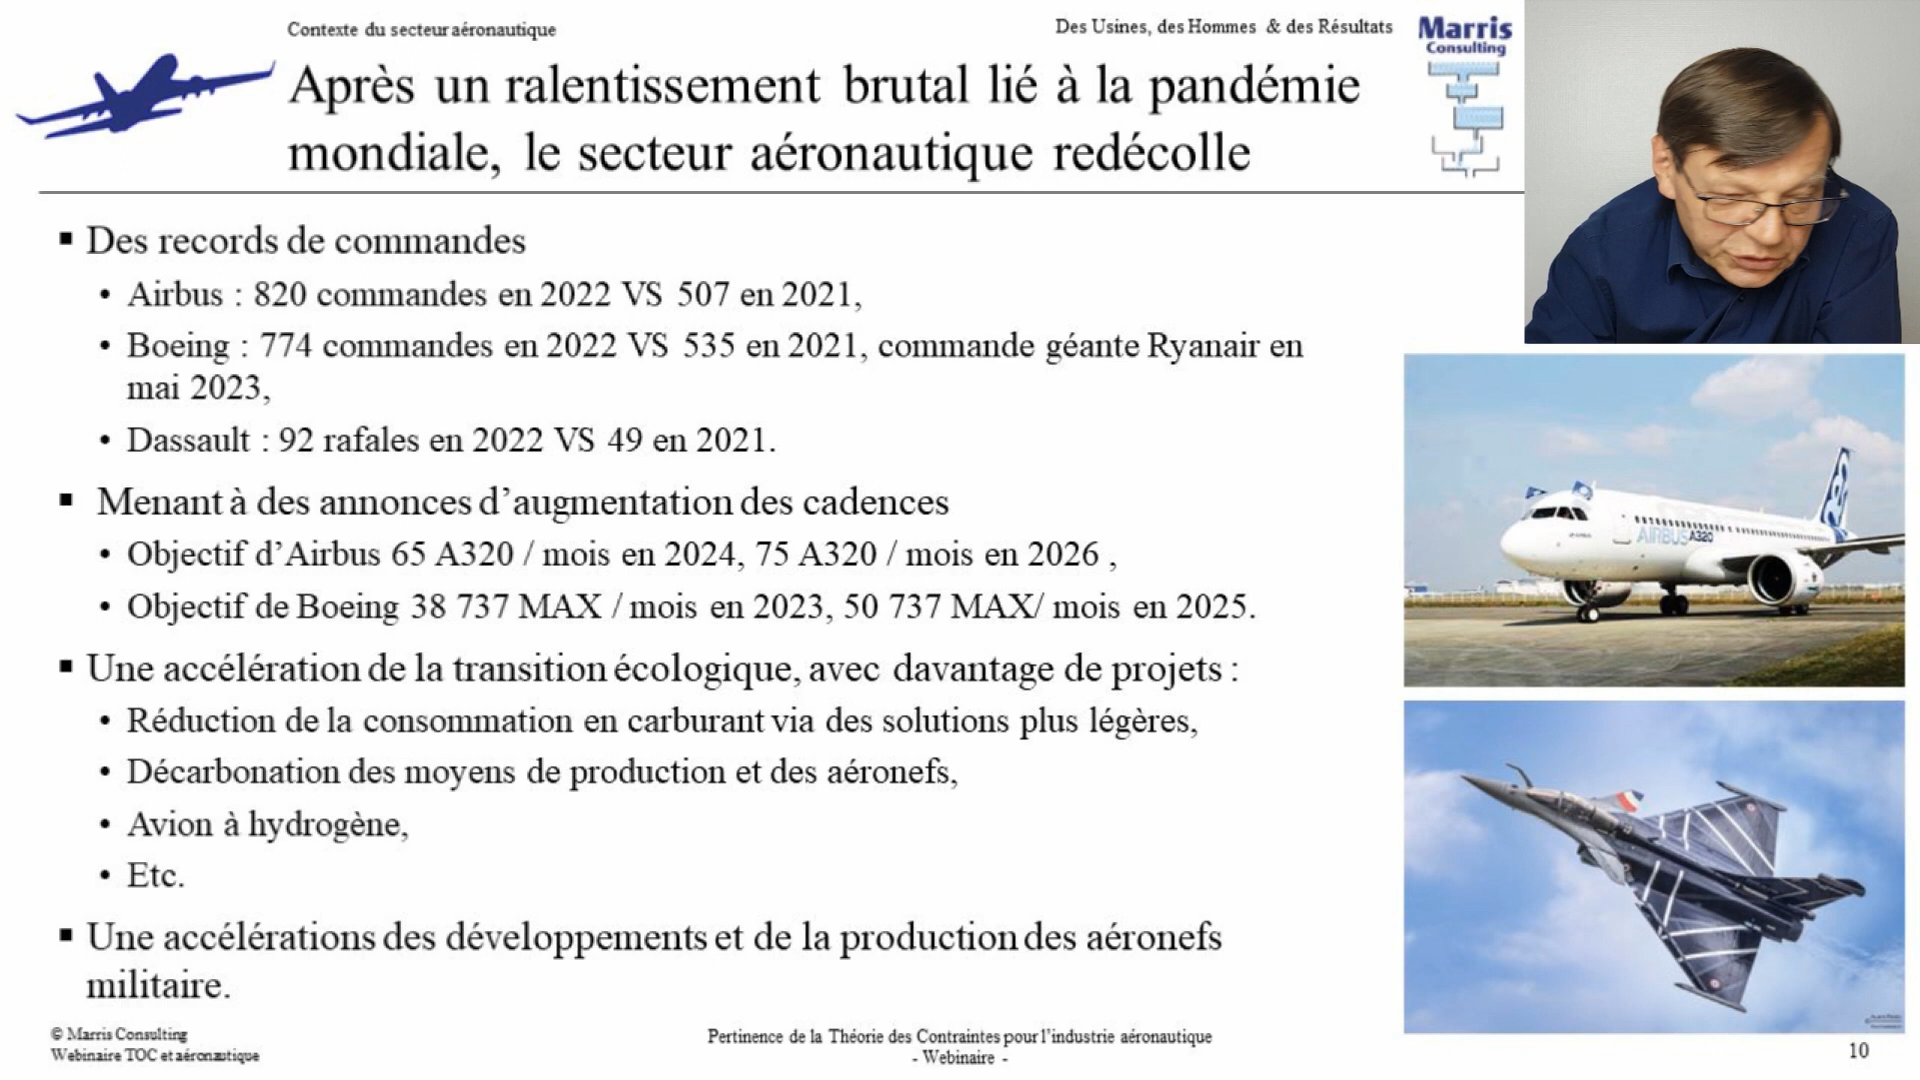 Contexte du secteur aéronautique
Des Usines, des Hommes & des Résultats
Marris
Consulting
Après un ralentissement brutal lié à la pandémie
mondiale, le secteur aéronautique redécolle
▪ Des records de commandes
• Airbus : 820 commandes en 2022 VS 507 en 2021,
• Boeing : 774 commandes en 2022 VS 535 en 2021, commande géante Ryanair en
mai 2023,
• Dassault : 92 rafales en 2022 VS 49 en 2021.
▪ Menant à des annonces d’augmentation des cadences
• Objectif d’Airbus 65 A320 / mois en 2024, 75 A320 / mois en 2026 ,
• Objectif de Boeing 38 737 MAX / mois en 2023, 50 737 MAX/ mois en 2025.
▪ Une accélération de la transition écologique, avec davantage de projets :
• Réduction de la consommation en carburant via des solutions plus légères,
• Décarbonation des moyens de production et des aéronefs,
• Avion à hydrogène,
• Etc.
▪ Une accélérations des développements et de la production des aéronefs
militaire.
AIRBUS A320
© Marris Consulting
Webinaire TOC et aéronautique
Pertinence de la Théorie des Contraintes pour l’industrie aéronautique
- Webinaire -
10